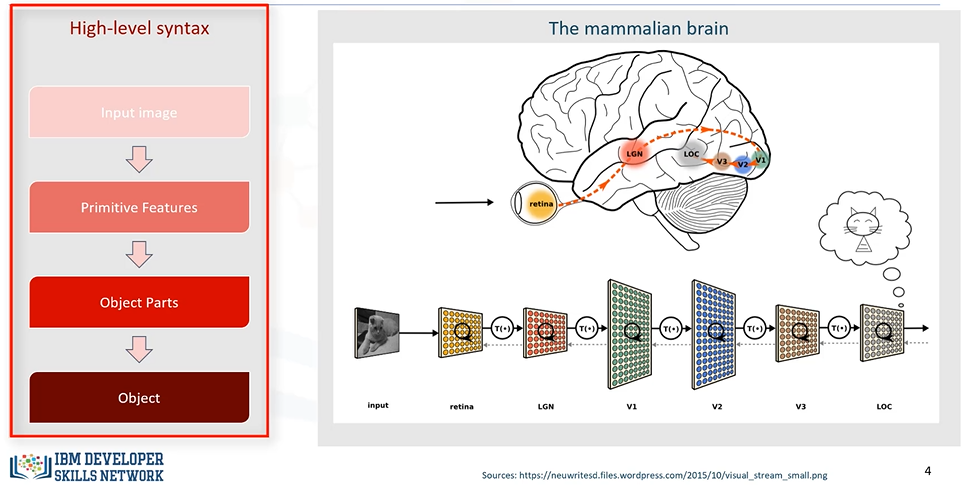 High-level syntax
Input image
Primitive Features
Object Parts
Object
The mammalian brain
LGN
LOC
V3
V2
V1
retina
T(•)
T(•)
T(•)
T(•)
T(•)
input
retina
LGN
V1
V2
V3
LOC
IBM DEVELOPER
SKILLS NETWORK
Sources: https://neuwritesd.files.wordpress.com/2015/10/visual_stream_small.png
4